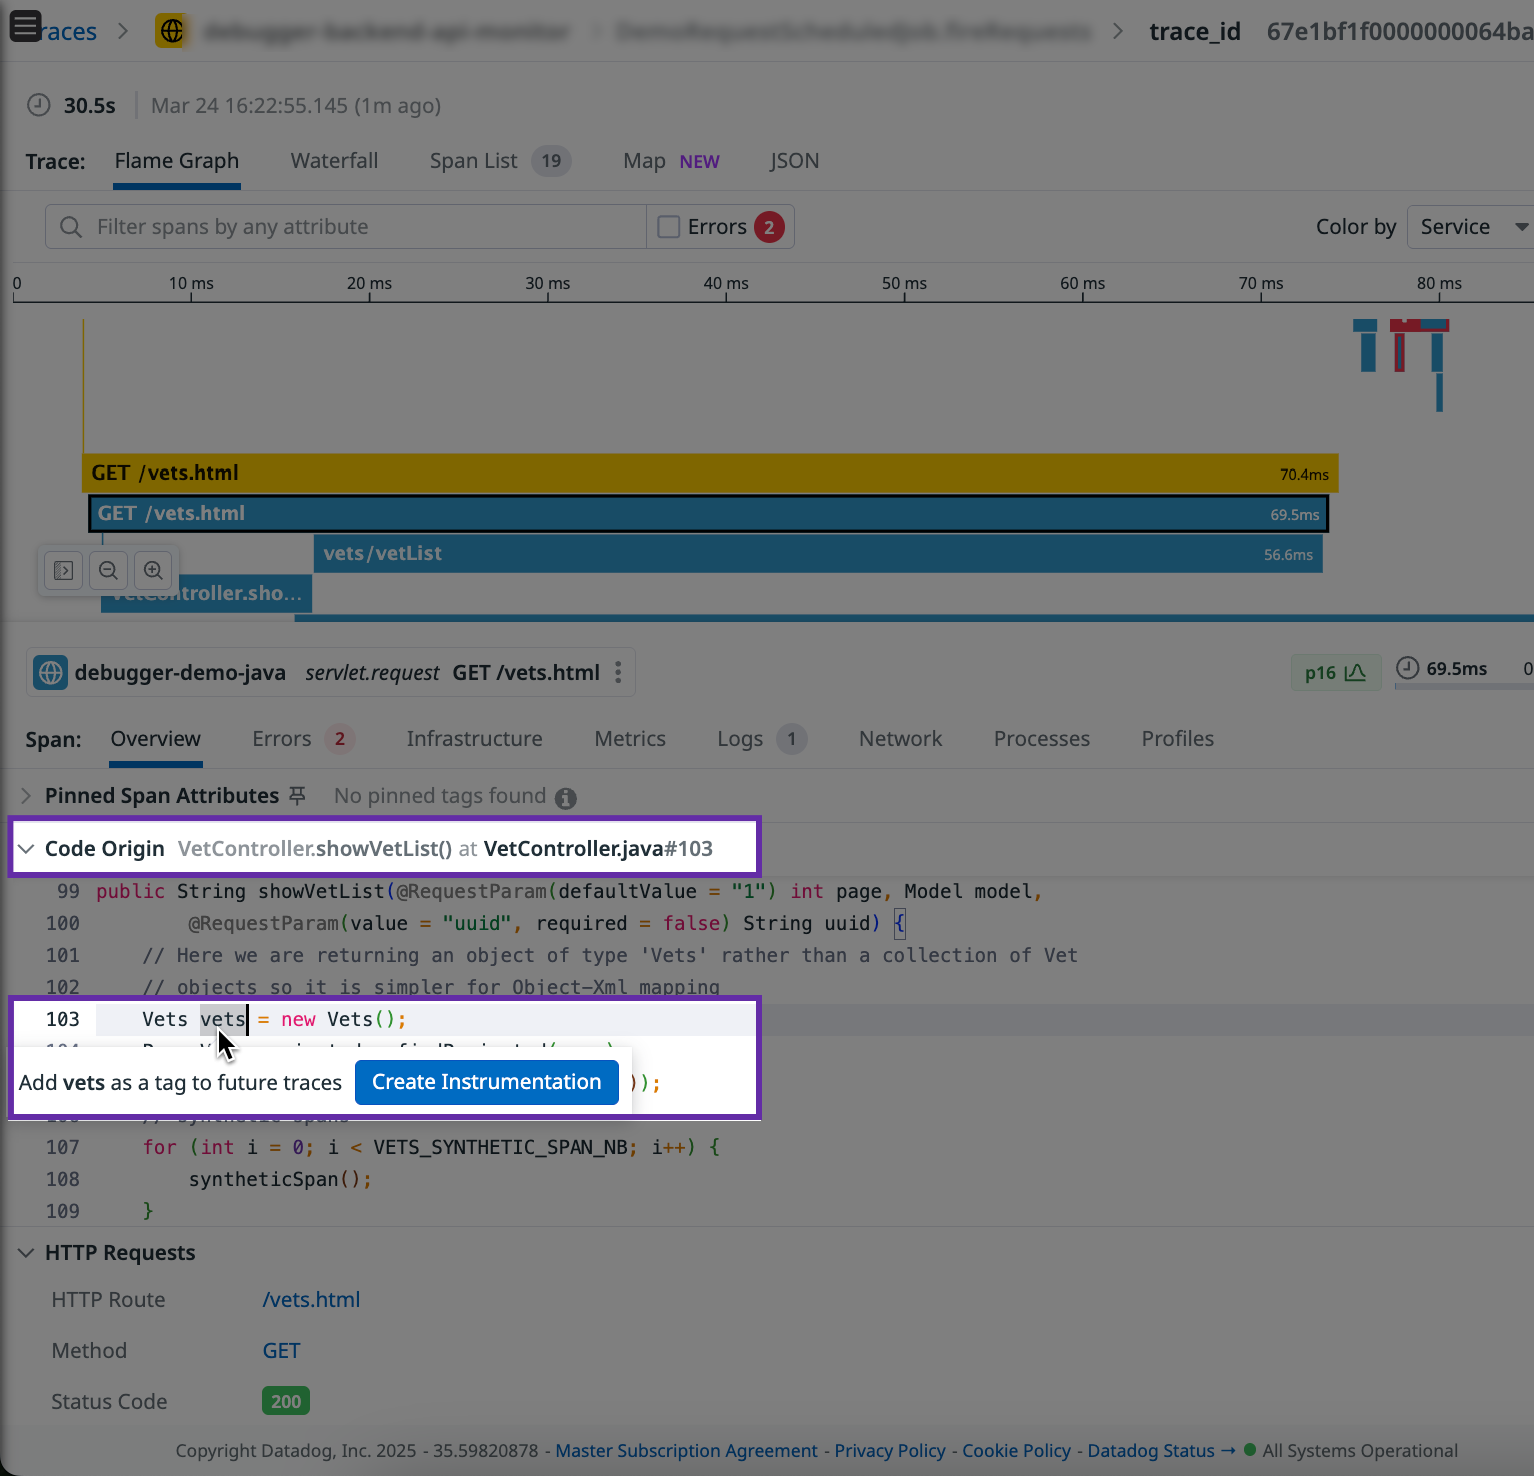 races > trace_id 67e1bf1f0000000064ba
30.5s Mar 24 16:22:55.145 (1m ago)
Trace: Flame Graph Waterfall Span List 19 Map NEW JSON
Filter spans by any attribute Errors 2 Color by Service
0 10 ms 20 ms 30 ms 40 ms 50 ms 60 ms 70 ms 80 ms
GET /vets.html 70.4ms
GET /vets.html 69.5ms
vets/vetList 56.6ms
VetController.sho...
debugger-demo-java servlet.request GET /vets.html p16 69.5ms 0
Span: Overview Errors 2 Infrastructure Metrics Logs 1 Network Processes Profiles
Pinned Span Attributes No pinned tags found
Code Origin VetController.showVetList() at VetController.java#103
99 public String showVetList(@RequestParam(defaultValue = "1") int page, Model model,
100 @RequestParam(value = "uuid", required = false) String uuid) {
101 // Here we are returning an object of type 'Vets' rather than a collection of Vet
102 // objects so it is simpler for Object-Xml mapping
103 Vets vets = new Vets();
Add vets as a tag to future traces Create Instrumentation ));
107 for (int i = 0; i < VETS_SYNTHETIC_SPAN_NB; i++) {
108 syntheticSpan();
109 }
HTTP Requests
HTTP Route /vets.html
Method GET
Status Code 200
Copyright Datadog, Inc. 2025 - 35.59820878 - Master Subscription Agreement - Privacy Policy - Cookie Policy - Datadog Status → All Systems Operational